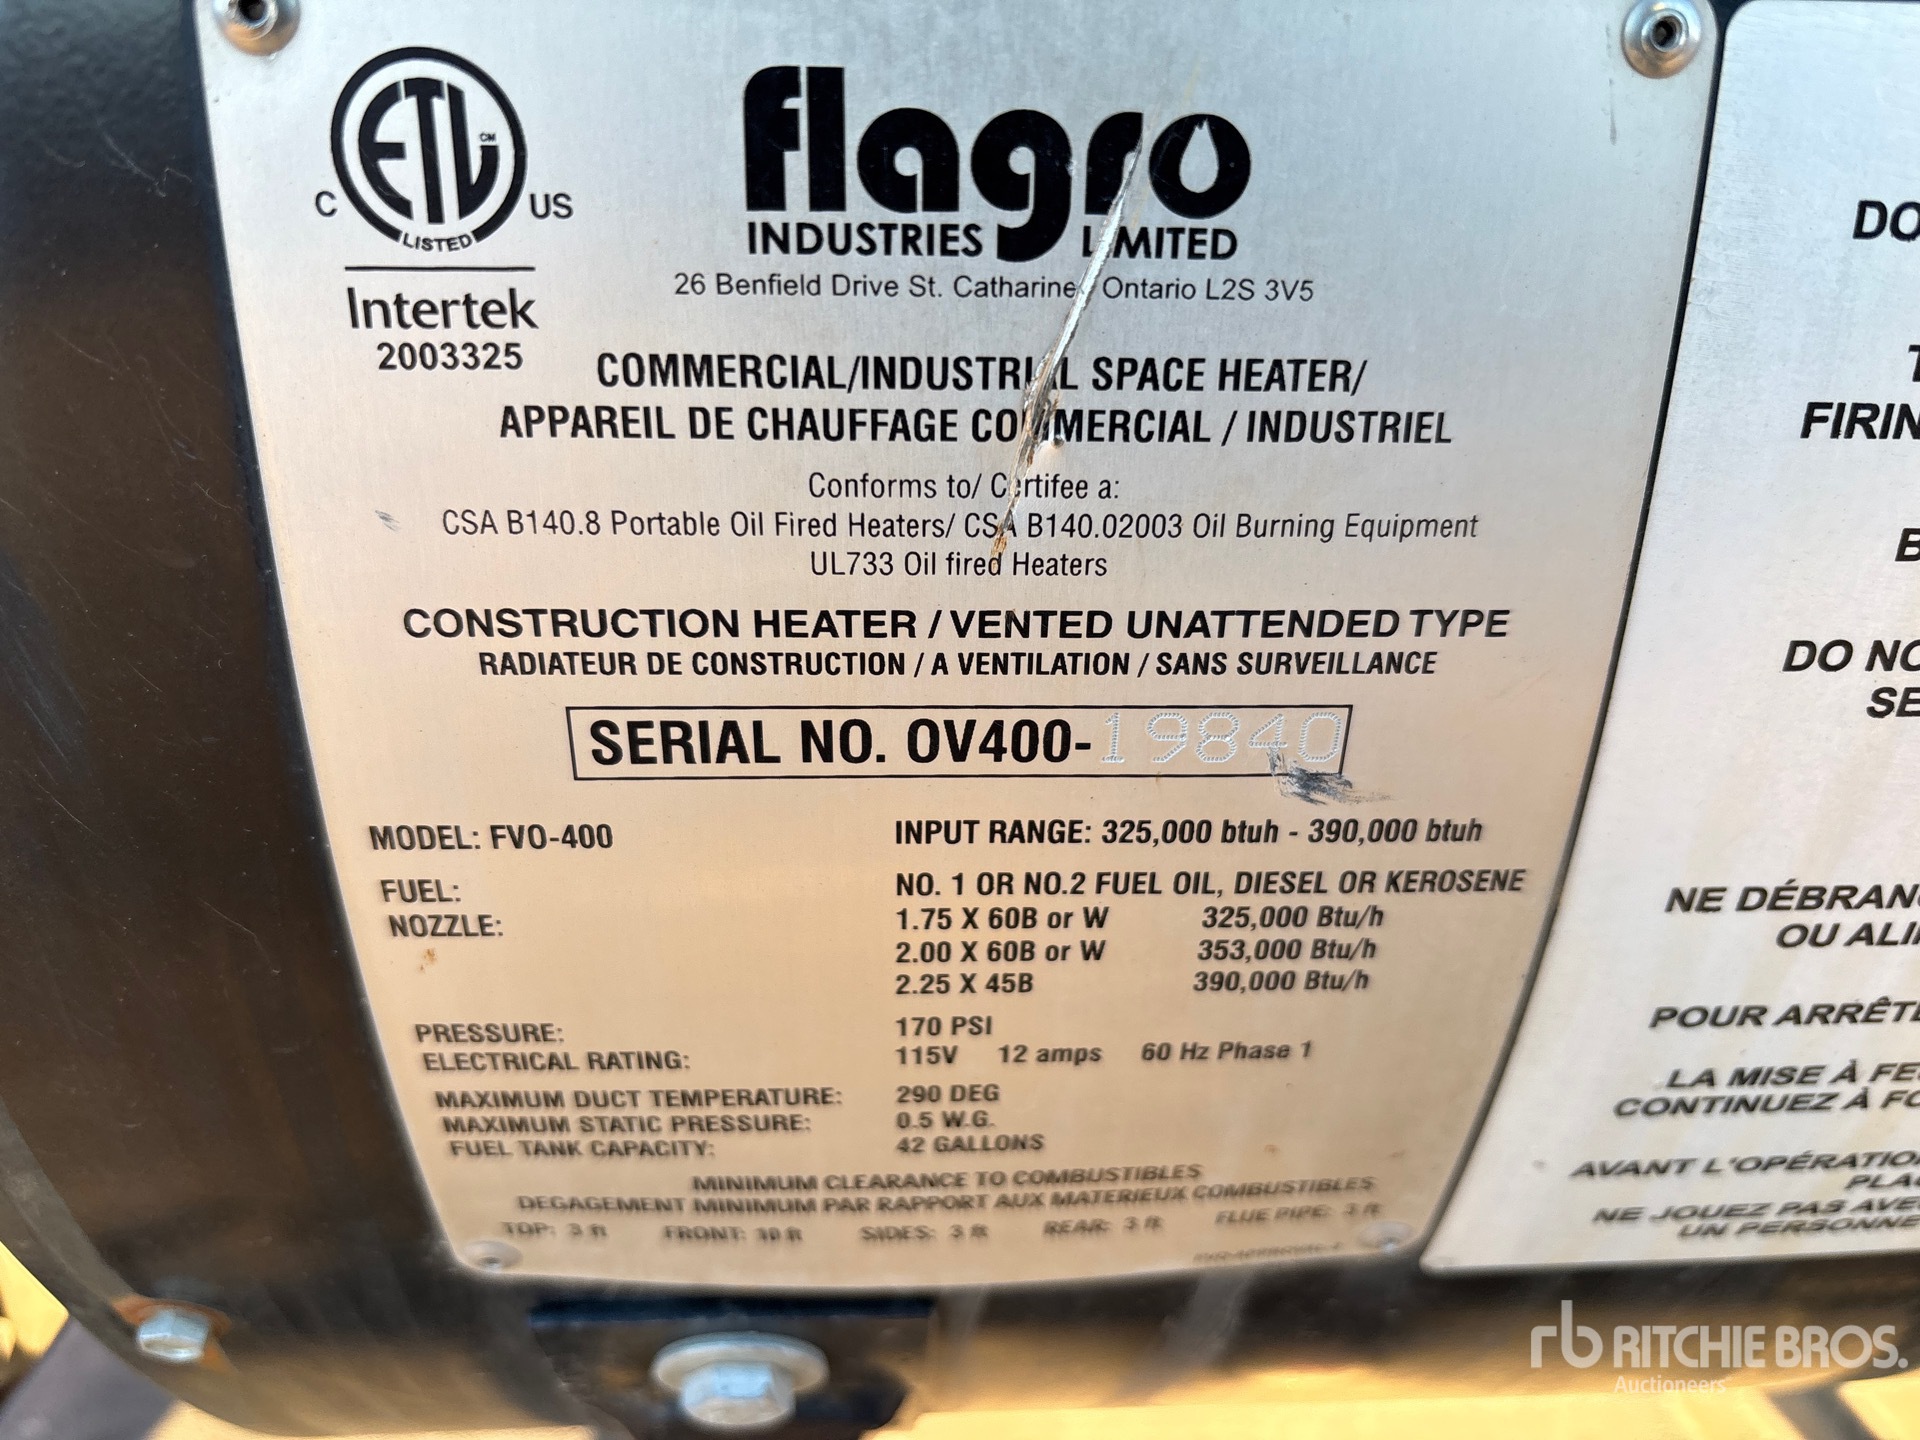 ETL CM
C US
LISTED
Intertek
2003325
flagro
INDUSTRIES LIMITED
26 Benfield Drive St. Catharine Ontario L2S 3V5
COMMERCIAL/INDUSTRIAL SPACE HEATER/
APPAREIL DE CHAUFFAGE COMMERCIAL / INDUSTRIEL
Conforms to/ Certifee a:
CSA B140.8 Portable Oil Fired Heaters/ CSA B140.02003 Oil Burning Equipment
UL733 Oil fired Heaters
CONSTRUCTION HEATER / VENTED UNATTENDED TYPE
RADIATEUR DE CONSTRUCTION / A VENTILATION / SANS SURVEILLANCE
SERIAL NO. OV400-19840
MODEL: FVO-400 INPUT RANGE: 325,000 btuh - 390,000 btuh
FUEL: NO. 1 OR NO.2 FUEL OIL, DIESEL OR KEROSENE
NOZZLE: 1.75 X 60B or W 325,000 Btu/h
2.00 X 60B or W 353,000 Btu/h
2.25 X 45B 390,000 Btu/h
PRESSURE: 170 PSI
ELECTRICAL RATING: 115V 12 amps 60 Hz Phase 1
MAXIMUM DUCT TEMPERATURE: 290 DEG
MAXIMUM STATIC PRESSURE: 0.5 W.G.
FUEL TANK CAPACITY: 42 GALLONS
MINIMUM CLEARANCE TO COMBUSTIBLES
DEGAGEMENT MINIMUM PAR RAPPORT AUX MATERIEUX COMBUSTIBLES
TOP: 3 ft FRONT: 10 ft SIDES: 3 ft REAR: 3 ft FLUE PIPE: 3 ft
DO
T
FIRIN
B
DO NO
SE
NE DÉBRAN
OU ALI
POUR ARRÊTE
LA MISE À FE
CONTINUEZ À FO
AVANT L'OPÉRATIO
PLA
NE JOUEZ PAS AVE
UN PERSONNE
rb RITCHIE BROS.
Auctioneers